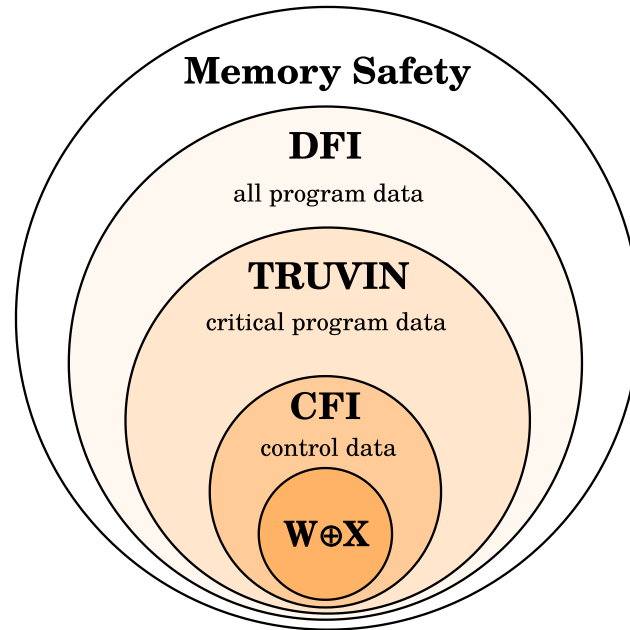 Memory Safety
DFI
all program data
TRUVIN
critical program data
CFI
control data
W⊕X